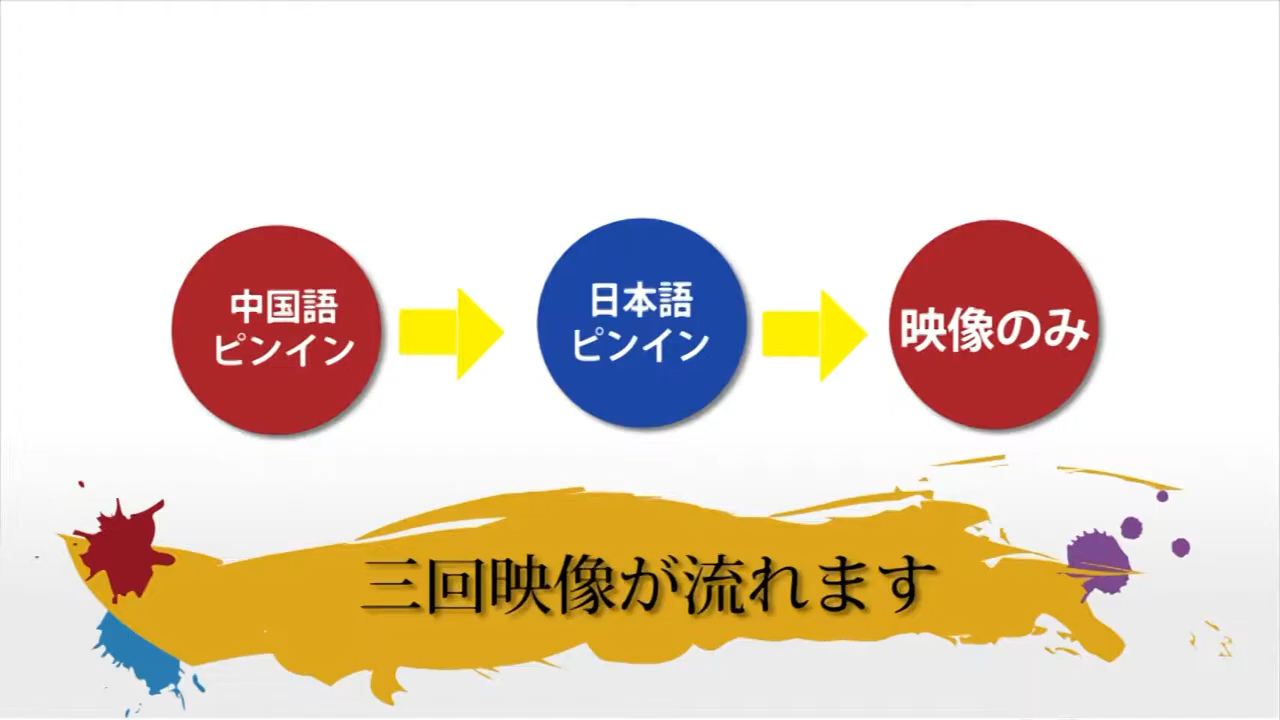 中国語
ピンイン
日本語
ピンイン
映像のみ
三回映像が流れます